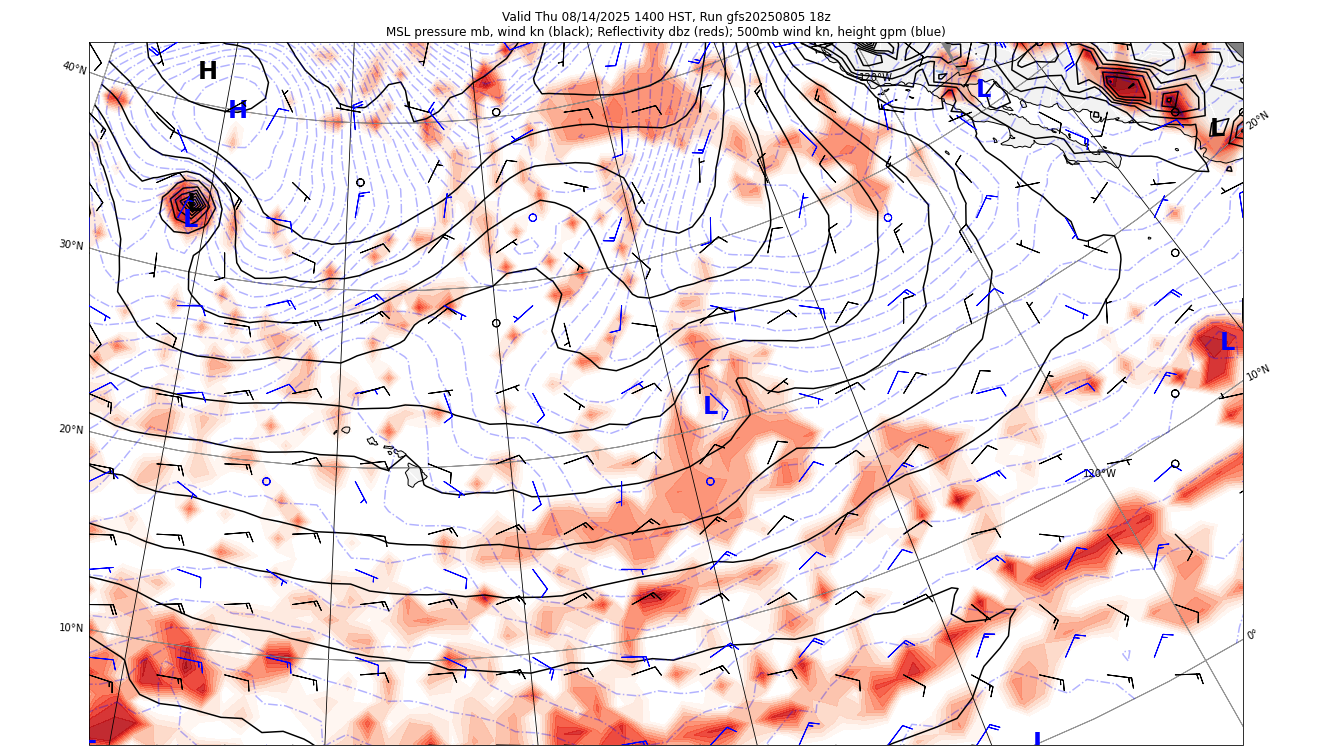 Valid Thu 08/14/2025 1400 HST, Run gfs20250805 18z
MSL pressure mb, wind kn (black); Reflectivity dbz (reds); 500mb wind kn, height gpm (blue)
40°N
H
120°W
L
H
L
20°N
L
L
30°N
L
10°N
L
20°N
120°W
10°N
0°
L
L